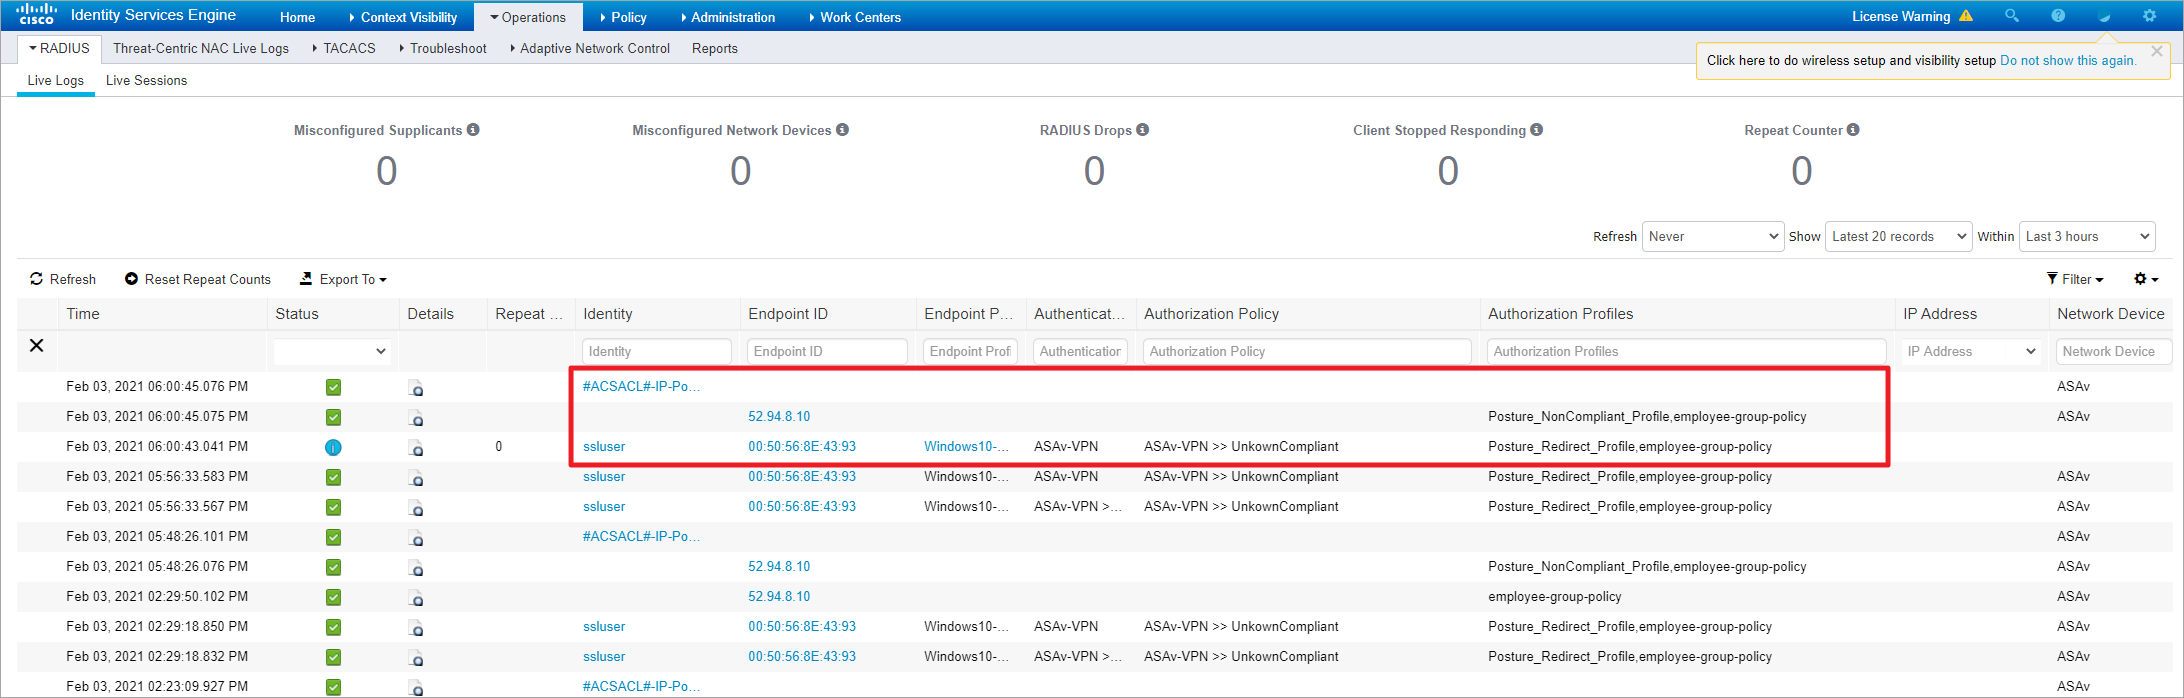 cisco Identity Services Engine Home Context Visibility Operations Policy Administration Work Centers License Warning
RADIUS Threat-Centric NAC Live Logs TACACS Troubleshoot Adaptive Network Control Reports
Click here to do wireless setup and visibility setup Do not show this again.
Live Logs Live Sessions
Misconfigured Supplicants Misconfigured Network Devices RADIUS Drops Client Stopped Responding Repeat Counter
0 0 0 0 0
Refresh Never Show Latest 20 records Within Last 3 hours
Refresh Reset Repeat Counts Export To Filter
Time Status Details Repeat ... Identity Endpoint ID Endpoint P... Authenticat... Authorization Policy Authorization Profiles IP Address Network Device
Identity Endpoint ID Endpoint Profi Authentication Authorization Policy Authorization Profiles IP Address Network Device
Feb 03, 2021 06:00:45.076 PM #ACSACL#-IP-Po... ASAv
Feb 03, 2021 06:00:45.075 PM 52.94.8.10 Posture_NonCompliant_Profile,employee-group-policy ASAv
Feb 03, 2021 06:00:43.041 PM 0 ssluser 00:50:56:8E:43:93 Windows10-... ASAv-VPN ASAv-VPN >> UnkownCompliant Posture_Redirect_Profile,employee-group-policy
Feb 03, 2021 05:56:33.583 PM ssluser 00:50:56:8E:43:93 Windows10-... ASAv-VPN ASAv-VPN >> UnkownCompliant Posture_Redirect_Profile,employee-group-policy ASAv
Feb 03, 2021 05:56:33.567 PM ssluser 00:50:56:8E:43:93 Windows10-... ASAv-VPN >... ASAv-VPN >> UnkownCompliant Posture_Redirect_Profile,employee-group-policy ASAv
Feb 03, 2021 05:48:26.101 PM #ACSACL#-IP-Po... ASAv
Feb 03, 2021 05:48:26.076 PM 52.94.8.10 Posture_NonCompliant_Profile,employee-group-policy ASAv
Feb 03, 2021 02:29:50.102 PM 52.94.8.10 employee-group-policy ASAv
Feb 03, 2021 02:29:18.850 PM ssluser 00:50:56:8E:43:93 Windows10-... ASAv-VPN ASAv-VPN >> UnkownCompliant Posture_Redirect_Profile,employee-group-policy ASAv
Feb 03, 2021 02:29:18.832 PM ssluser 00:50:56:8E:43:93 Windows10-... ASAv-VPN >... ASAv-VPN >> UnkownCompliant Posture_Redirect_Profile,employee-group-policy ASAv
Feb 03, 2021 02:23:09.927 PM #ACSACL#-IP-Po... ASAv